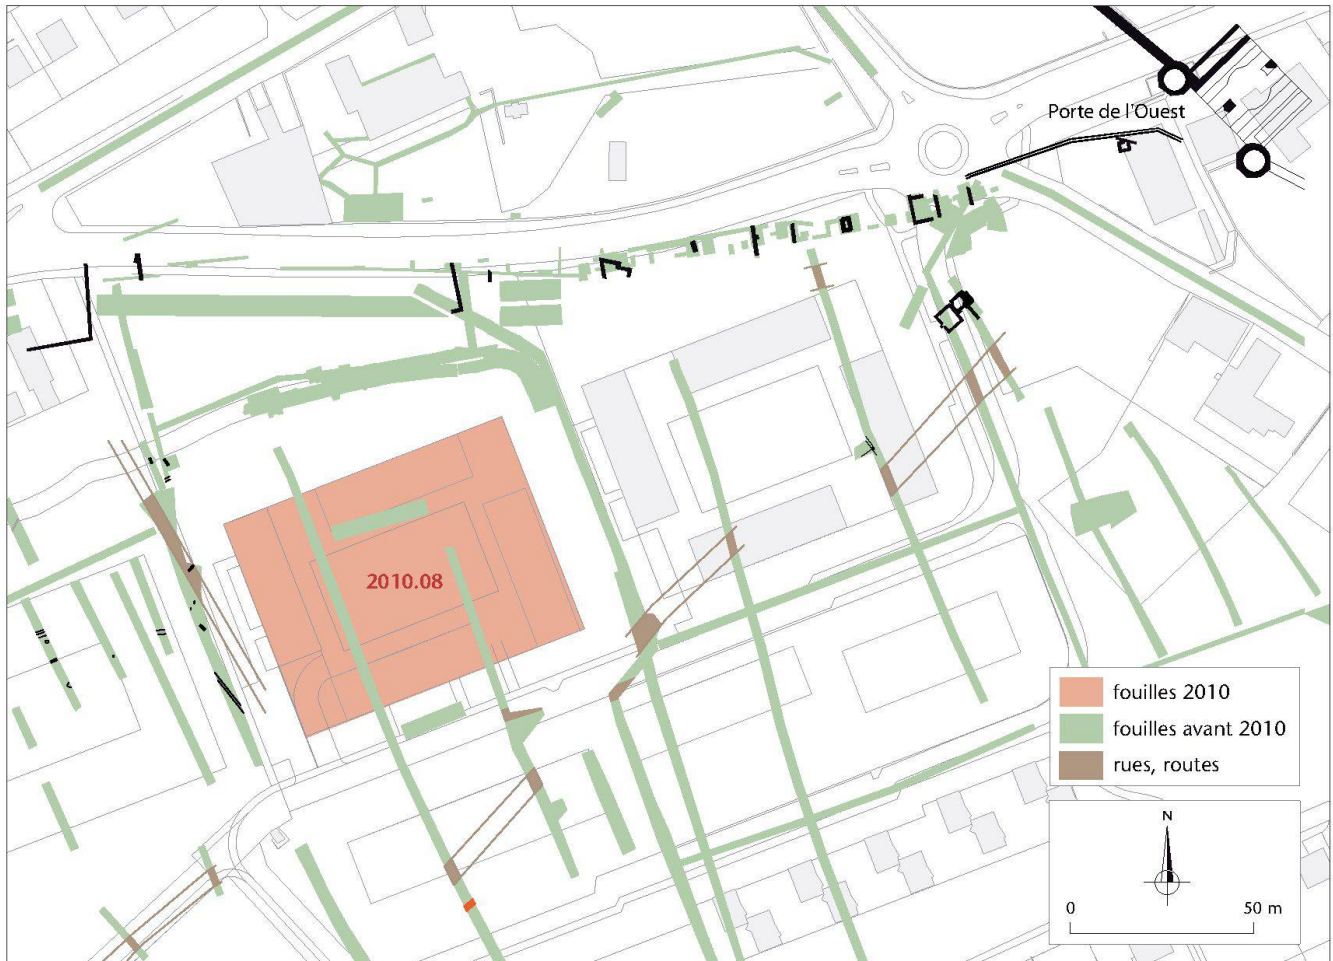 Porte de l'Ouest
2010.08
fouilles 2010
fouilles avant 2010
rues, routes
N
0 50 m